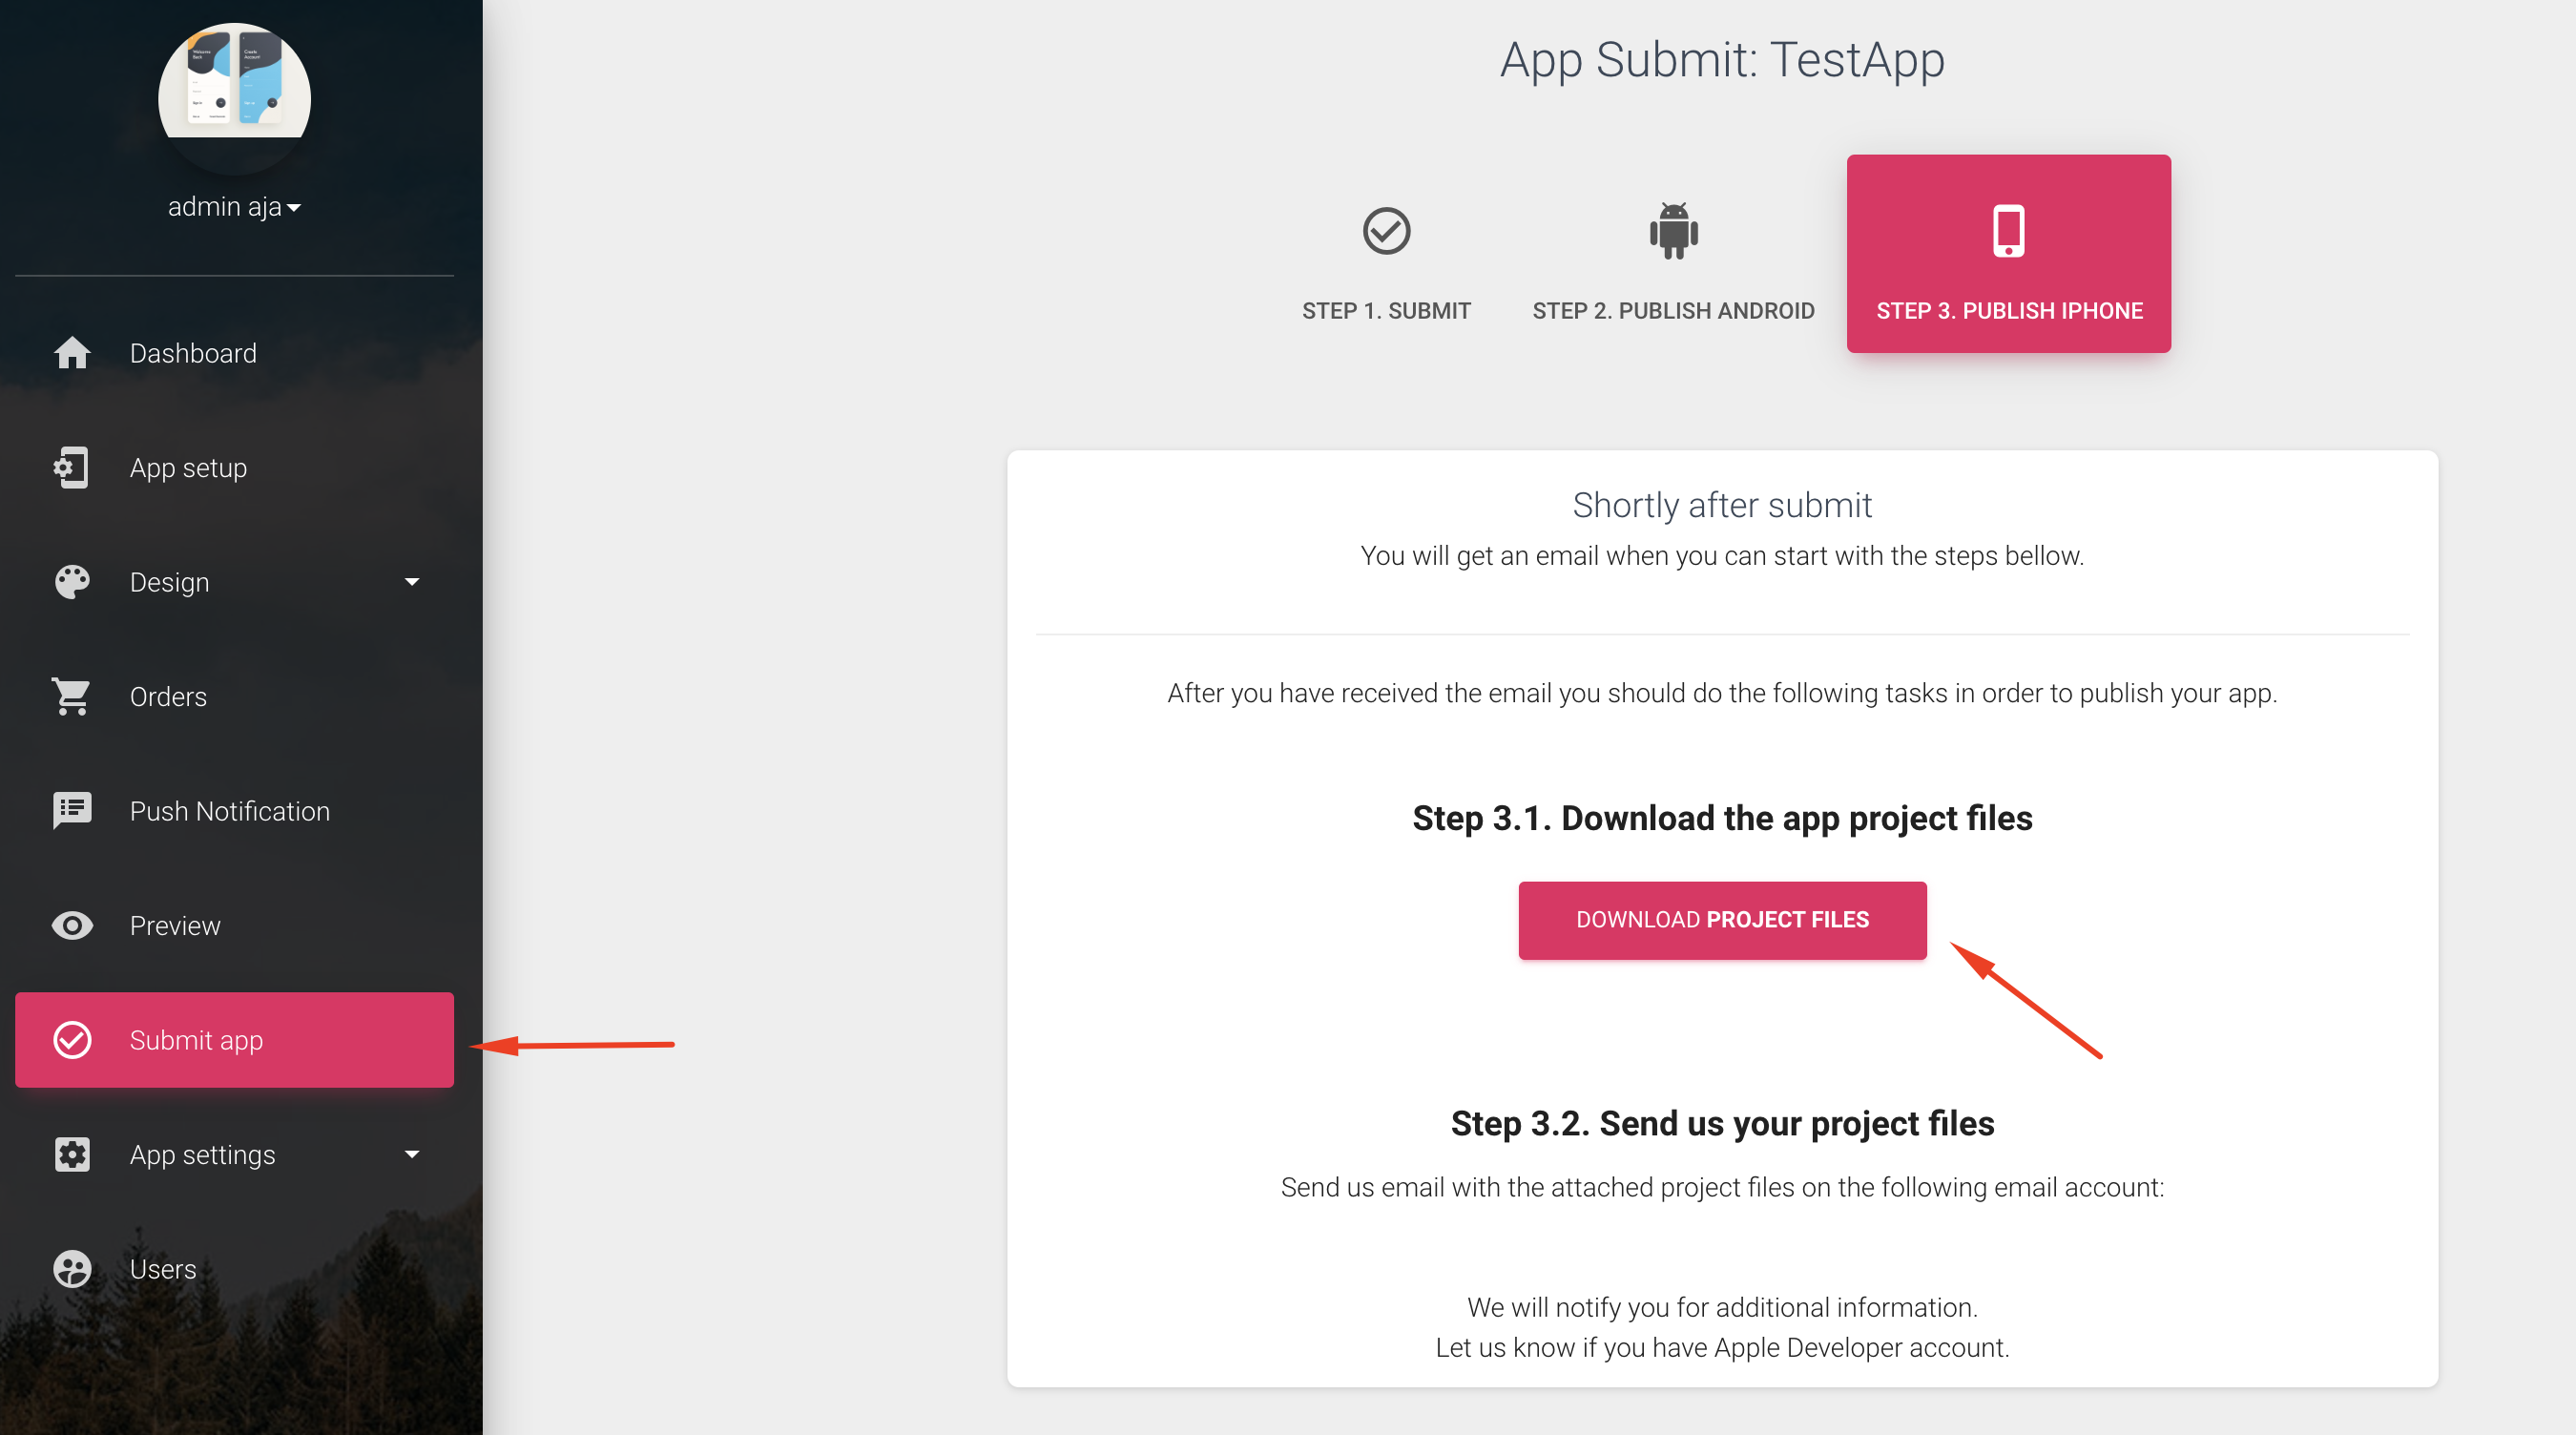 Welcome
Back
Create
Account
admin aja
Dashboard
App setup
Design
Orders
Push Notification
Preview
Submit app
App settings
Users
App Submit: TestApp
STEP 1. SUBMIT
STEP 2. PUBLISH ANDROID
STEP 3. PUBLISH IPHONE
Shortly after submit
You will get an email when you can start with the steps bellow.
After you have received the email you should do the following tasks in order to publish your app.
Step 3.1. Download the app project files
DOWNLOAD PROJECT FILES
Step 3.2. Send us your project files
Send us email with the attached project files on the following email account:
We will notify you for additional information.
Let us know if you have Apple Developer account.